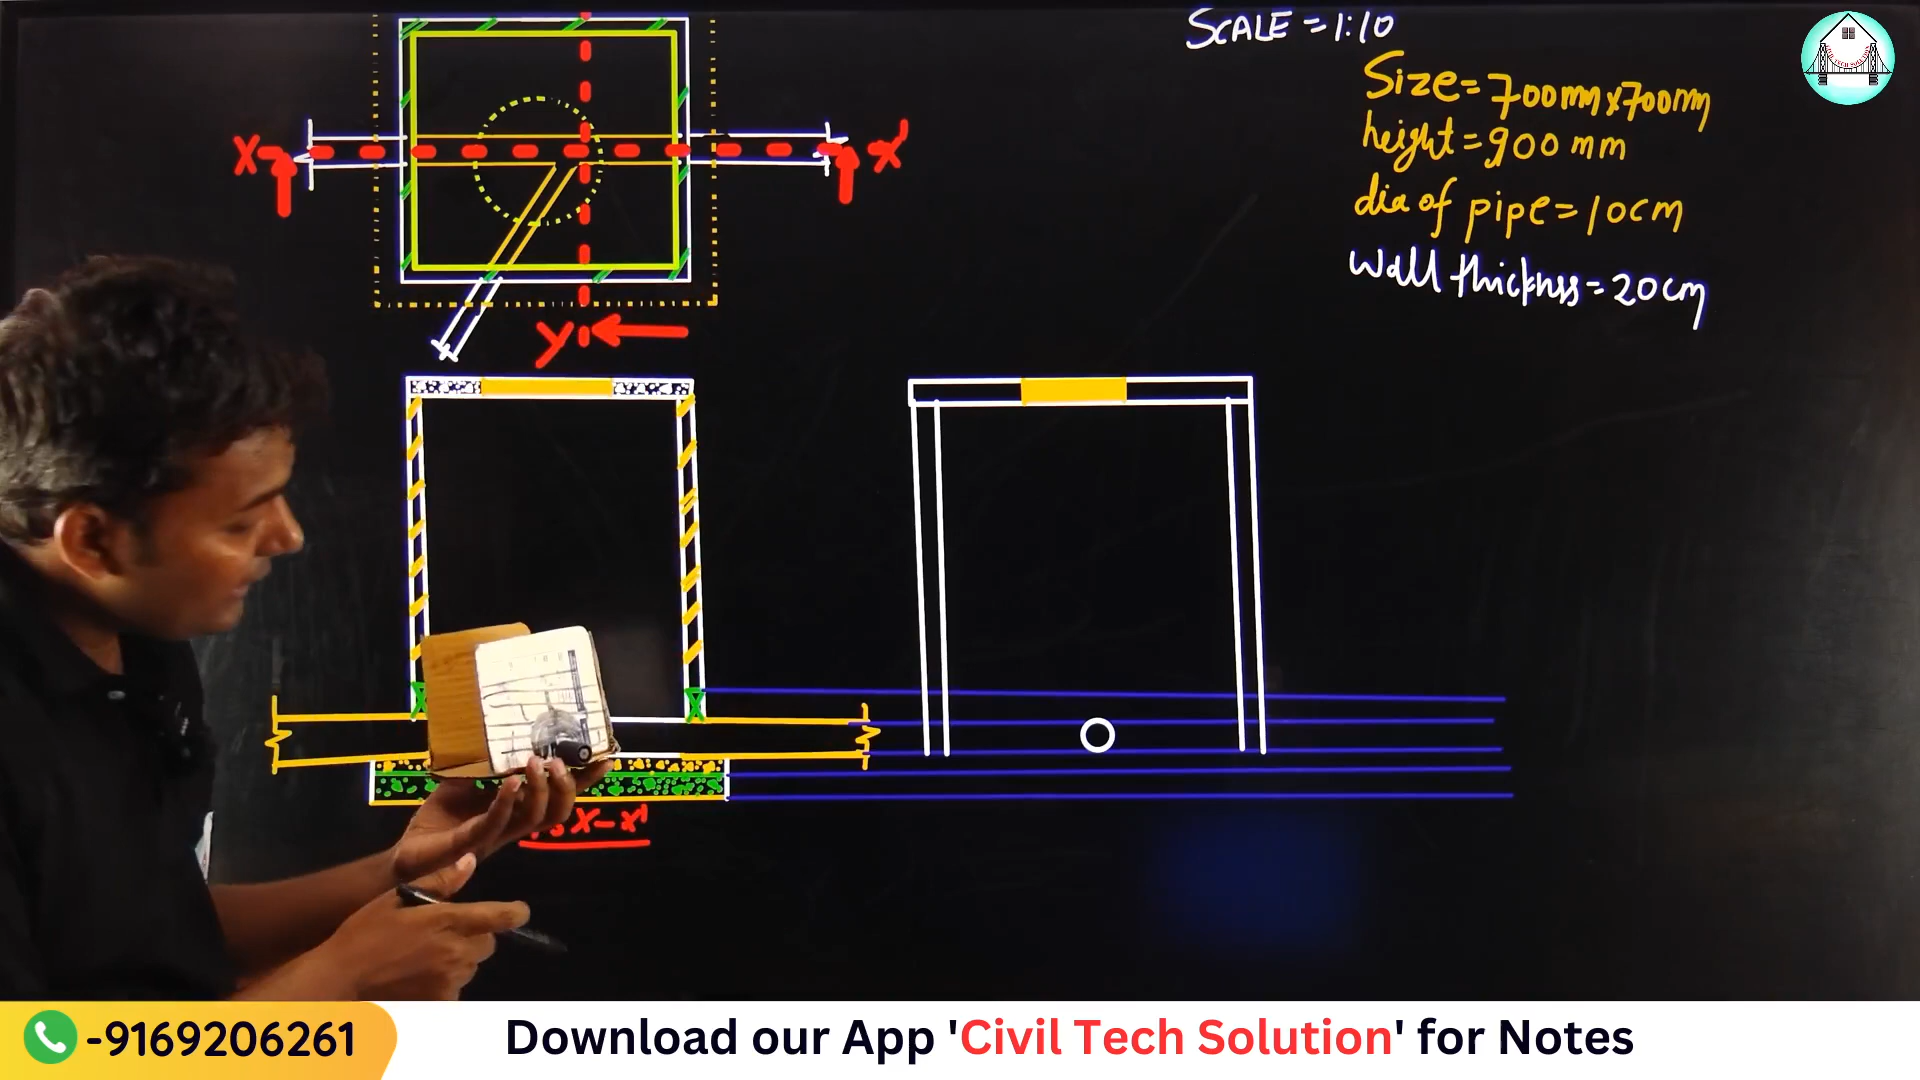 SCALE = 1:10
Size = 700mm x 700mm
height = 900 mm
dia of pipe = 10cm
Wall thicknss = 20cm
X
X'
Y
X-X'
-9169206261
Download our App 'Civil Tech Solution' for Notes